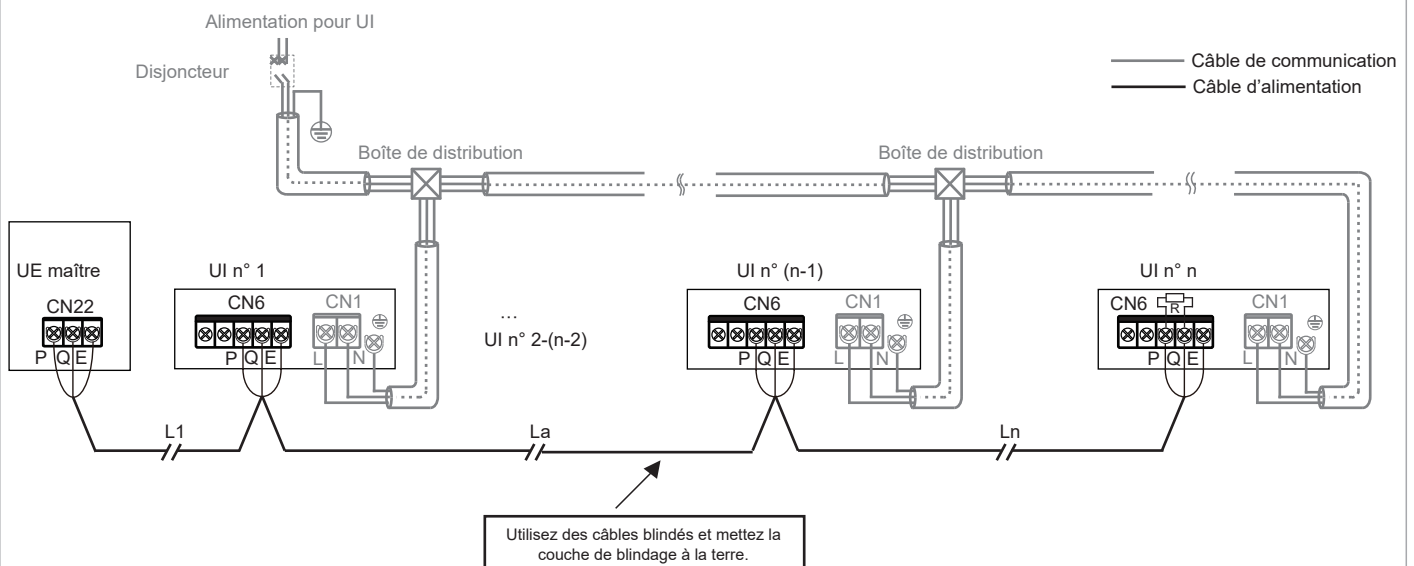 Alimentation pour UI
Disjoncteur
Câble de communication
Câble d’alimentation
Boîte de distribution
Boîte de distribution
UE maître
UI n° 1
UI n° (n-1)
UI n° n
CN22
CN6
CN1
...
UI n° 2-(n-2)
CN6
CN1
CN6
R
CN1
P Q E
P Q E
L N
P Q E
L N
P Q E
L N
L1
La
Ln
Utilisez des câbles blindés et mettez la
couche de blindage à la terre.